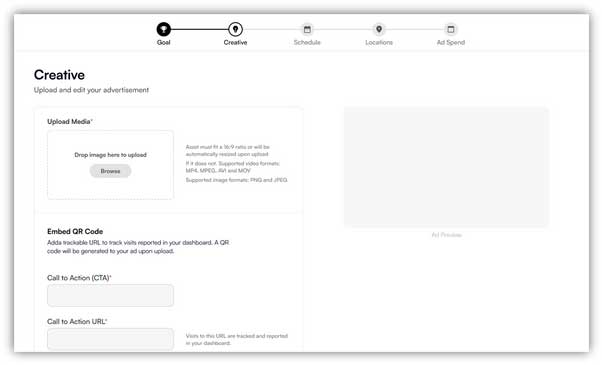 Goal
Creative
Schedule
Locations
Ad Spend
Creative
Upload and edit your advertisement
Upload Media*
Drop image here to upload
Browse
Asset must fit a 16:9 ratio or will be
automatically resized upon upload
If it does not. Supported video formats:
MP4, MPEG, AVI and MOV
Supported image formats: PNG and JPEG.
Ad Preview
Embed QR Code
Adda trackable URL to track visits reported in your dashboard. A QR
code will be generated to your ad upon upload.
Call to Action (CTA)*
Call to Action URL*
Visits to this URL are tracked and reported
in your dashboard.